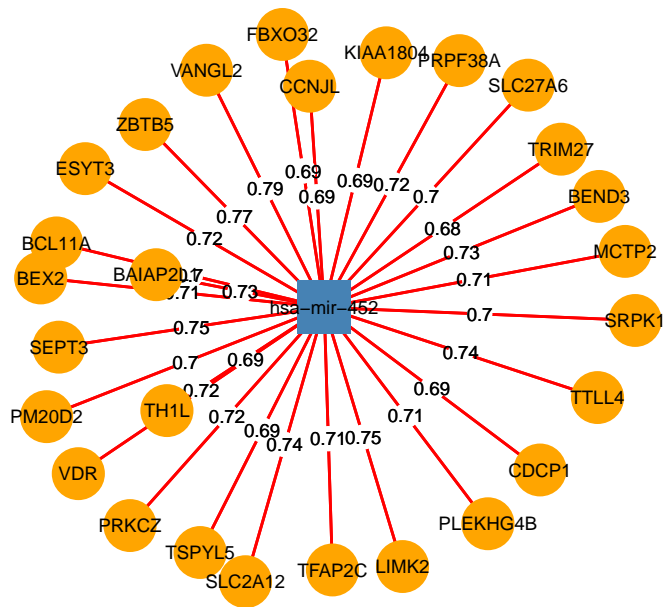 FBXO32
KIAA1804
PRPF38A
VANGL2
CCNJL
SLC27A6
ZBTB5
TRIM27
ESYT3
BEND3
0.69
0.69
0.72
0.79
0.69
0.7
0.77
0.68
0.72
0.73
BCL11A
MCTP2
BEX2
BAIAP2L1
0.7
0.71
0.71
0.73
hsa-mir-452
0.7
SRPK1
0.75
SEPT3
0.74
0.7
0.69
0.69
0.72
TTLL4
PM20D2
TH1L
0.72
0.71
0.69
0.74
0.71
0.75
VDR
CDCP1
PRKCZ
PLEKHG4B
TSPYL5
SLC2A12
TFAP2C
LIMK2